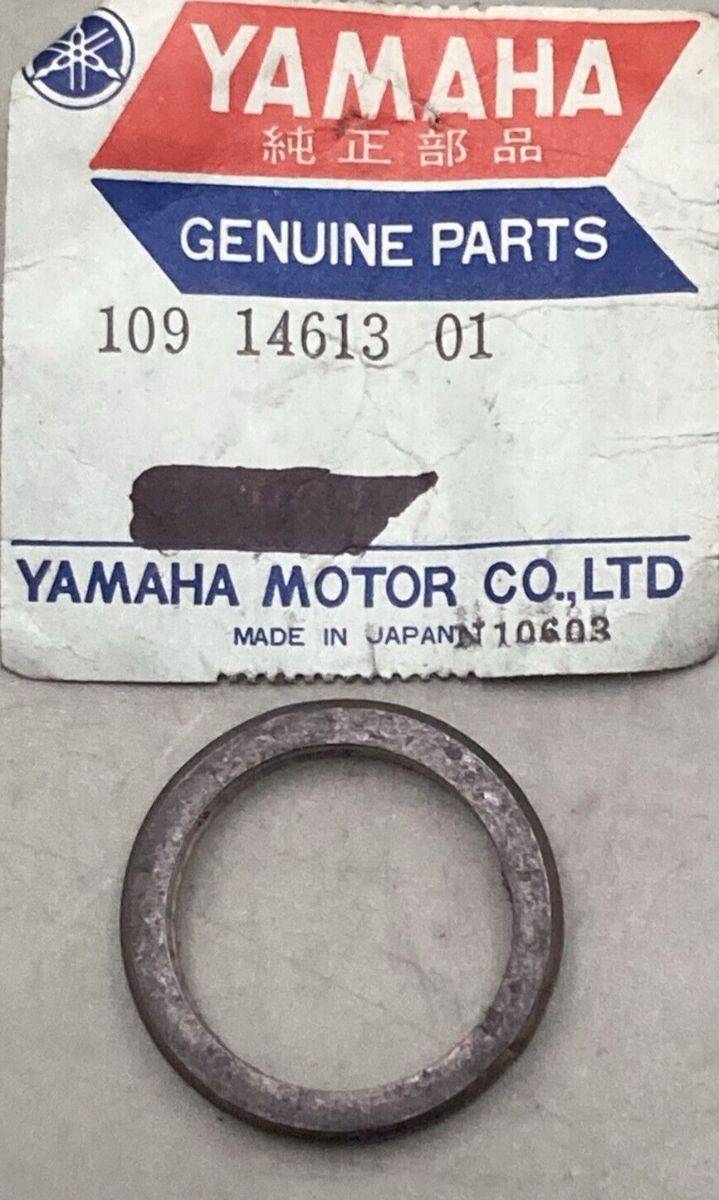 YAMAHA
純正部品
GENUINE PARTS
109 14613 01
YAMAHA MOTOR CO.,LTD
MADE IN JAPAN N 10603